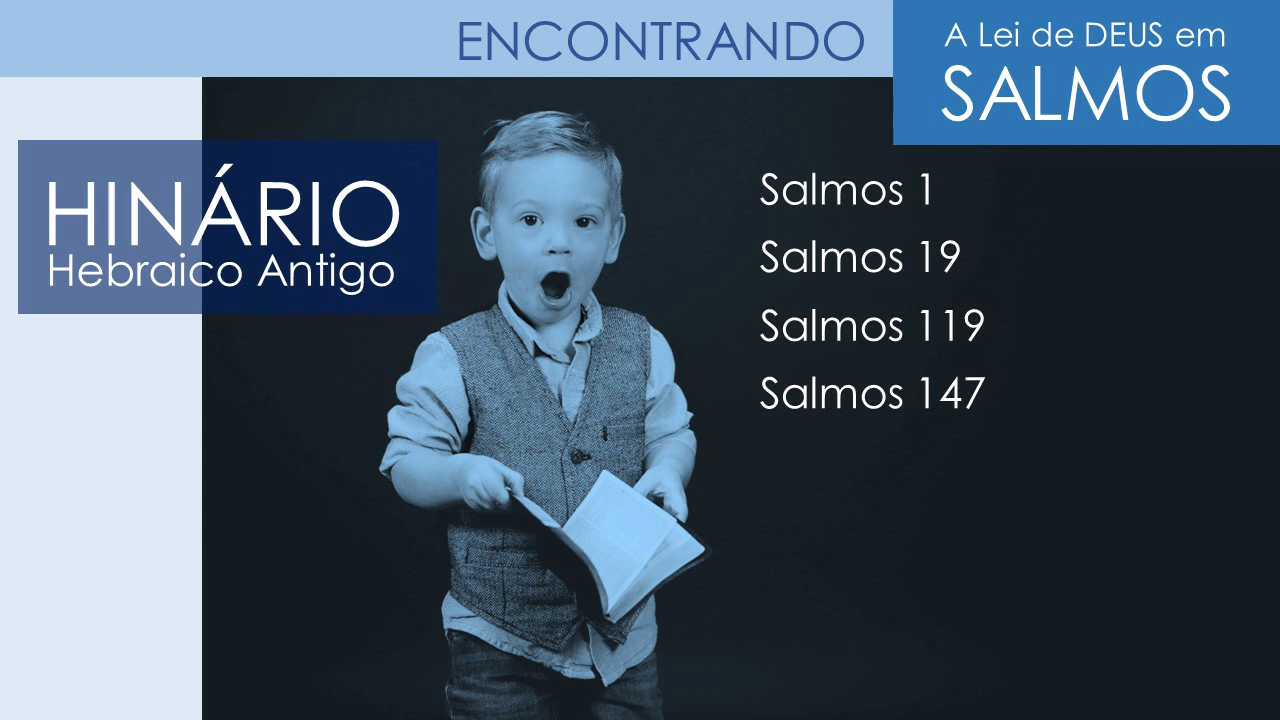 ENCONTRANDO
A Lei de DEUS em
SALMOS
HINÁRIO
Hebraico Antigo
Salmos 1
Salmos 19
Salmos 119
Salmos 147